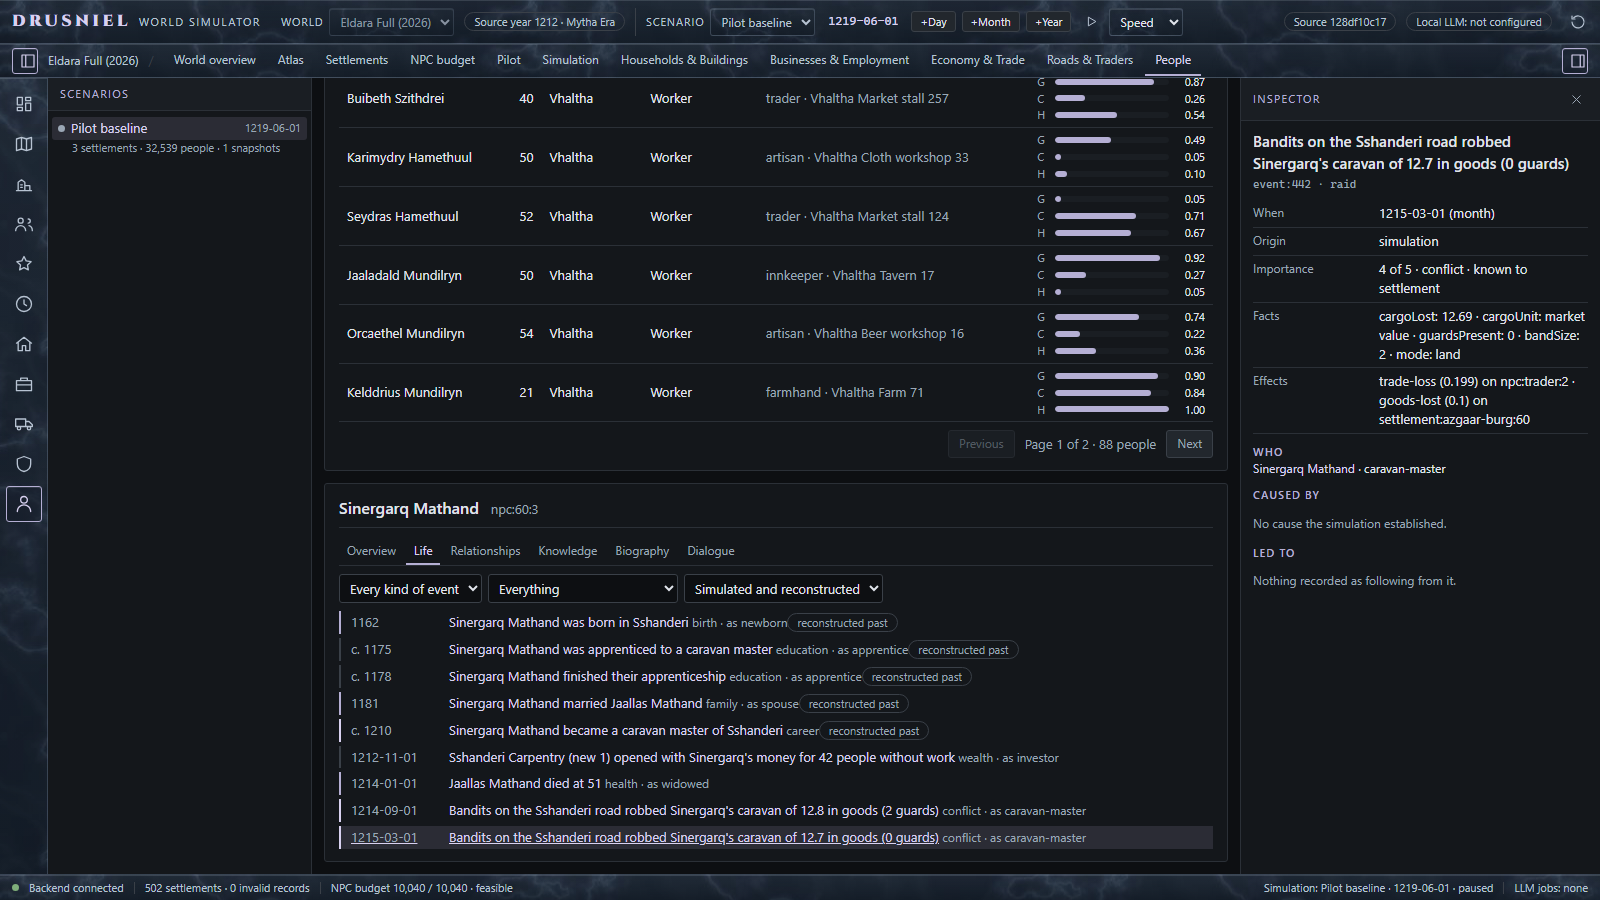 DRUSNIEL WORLD SIMULATOR WORLD Eldara Full (2026) Source year 1212 · Mytha Era SCENARIO Pilot baseline 1219-06-01 +Day +Month +Year Speed Source 128df10c17 Local LLM: not configured
Eldara Full (2026) / World overview Atlas Settlements NPC budget Pilot Simulation Households & Buildings Businesses & Employment Economy & Trade Roads & Traders People
SCENARIOS
Pilot baseline 1219-06-01
3 settlements · 32,539 people · 1 snapshots
G 0.87
Buibeth Szithdrei 40 Vhaltha Worker trader · Vhaltha Market stall 257 C 0.26
H 0.54
G 0.49
Karimydry Hamethuul 50 Vhaltha Worker artisan · Vhaltha Cloth workshop 33 C 0.05
H 0.10
G 0.05
Seydras Hamethuul 52 Vhaltha Worker trader · Vhaltha Market stall 124 C 0.71
H 0.67
G 0.92
Jaaladald Mundilryn 50 Vhaltha Worker innkeeper · Vhaltha Tavern 17 C 0.27
H 0.05
G 0.74
Orcaethel Mundilryn 54 Vhaltha Worker artisan · Vhaltha Beer workshop 16 C 0.22
H 0.36
G 0.90
Kelddrius Mundilryn 21 Vhaltha Worker farmhand · Vhaltha Farm 71 C 0.84
H 1.00
Previous Page 1 of 2 · 88 people Next
Sinergarq Mathand npc:60:3
Overview Life Relationships Knowledge Biography Dialogue
Every kind of event Everything Simulated and reconstructed
1162 Sinergarq Mathand was born in Sshanderi birth · as newborn reconstructed past
c. 1175 Sinergarq Mathand was apprenticed to a caravan master education · as apprentice reconstructed past
c. 1178 Sinergarq Mathand finished their apprenticeship education · as apprentice reconstructed past
1181 Sinergarq Mathand married Jaallas Mathand family · as spouse reconstructed past
c. 1210 Sinergarq Mathand became a caravan master of Sshanderi career reconstructed past
1212-11-01 Sshanderi Carpentry (new 1) opened with Sinergarq's money for 42 people without work wealth · as investor
1214-01-01 Jaallas Mathand died at 51 health · as widowed
1214-09-01 Bandits on the Sshanderi road robbed Sinergarq's caravan of 12.8 in goods (2 guards) conflict · as caravan-master
1215-03-01 Bandits on the Sshanderi road robbed Sinergarq's caravan of 12.7 in goods (0 guards) conflict · as caravan-master
INSPECTOR
Bandits on the Sshanderi road robbed
Sinergarq's caravan of 12.7 in goods (0 guards)
event:442 · raid
When 1215-03-01 (month)
Origin simulation
Importance 4 of 5 · conflict · known to
settlement
Facts cargoLost: 12.69 · cargoUnit: market
value · guardsPresent: 0 · bandSize:
2 · mode: land
Effects trade-loss (0.199) on npc:trader:2 ·
goods-lost (0.1) on
settlement:azgaar-burg:60
WHO
Sinergarq Mathand · caravan-master
CAUSED BY
No cause the simulation established.
LED TO
Nothing recorded as following from it.
Backend connected 502 settlements · 0 invalid records NPC budget 10,040 / 10,040 · feasible Simulation: Pilot baseline · 1219-06-01 · paused LLM jobs: none